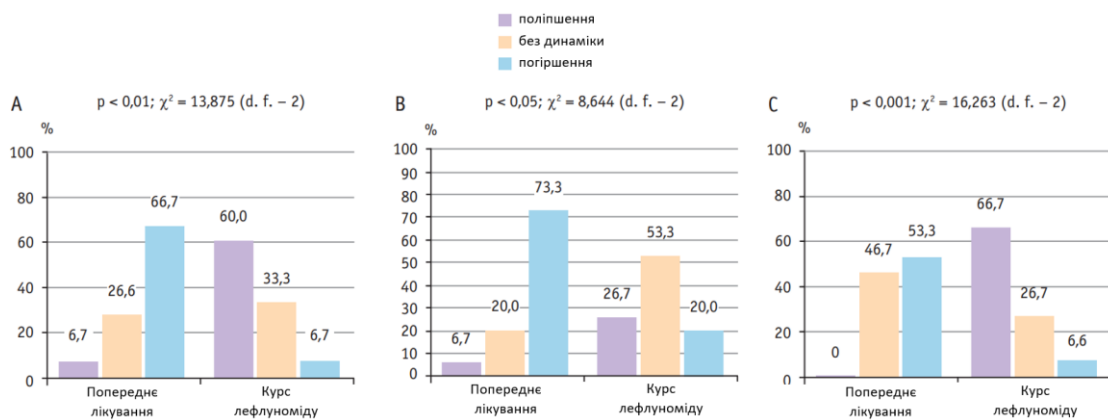 поліпшення
без динаміки
погіршення
A
p < 0,01; χ² = 13,875 (d. f. – 2)
%
100
80
60
40
20
0
6,7
26,6
66,7
60,0
33,3
6,7
Попереднє
лікування
Курс
лефлуноміду
B
p < 0,05; χ² = 8,644 (d. f. – 2)
%
100
90
80
70
60
50
40
30
20
10
0
6,7
20,0
73,3
26,7
53,3
20,0
Попереднє
лікування
Курс
лефлуноміду
C
p < 0,001; χ² = 16,263 (d. f. – 2)
%
100
80
60
40
20
0
0
46,7
53,3
66,7
26,7
6,6
Попереднє
лікування
Курс
лефлуноміду